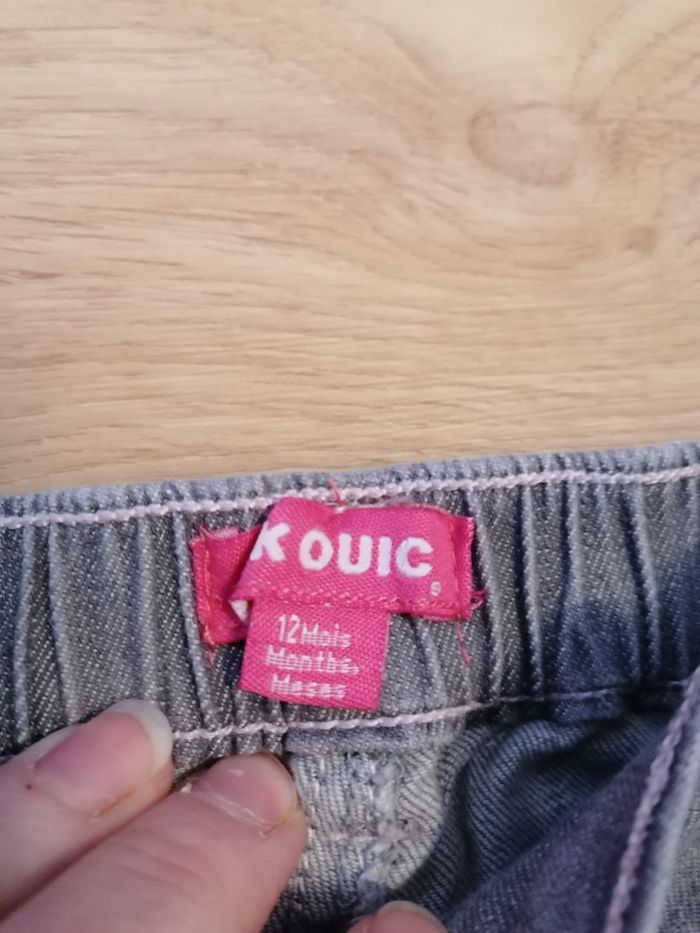 K OUIC
12 Mois
Months,
Meses